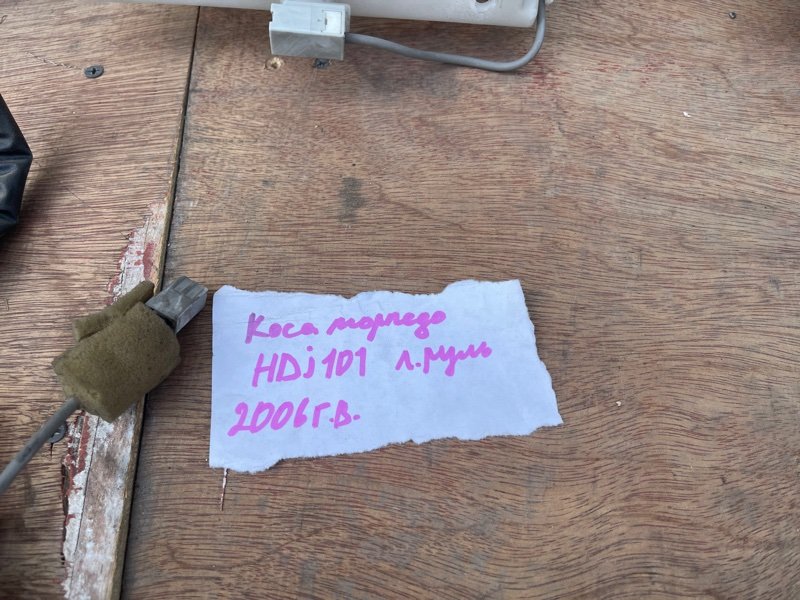 Коса торпедо
HDj101 л.руль
2006г.в.